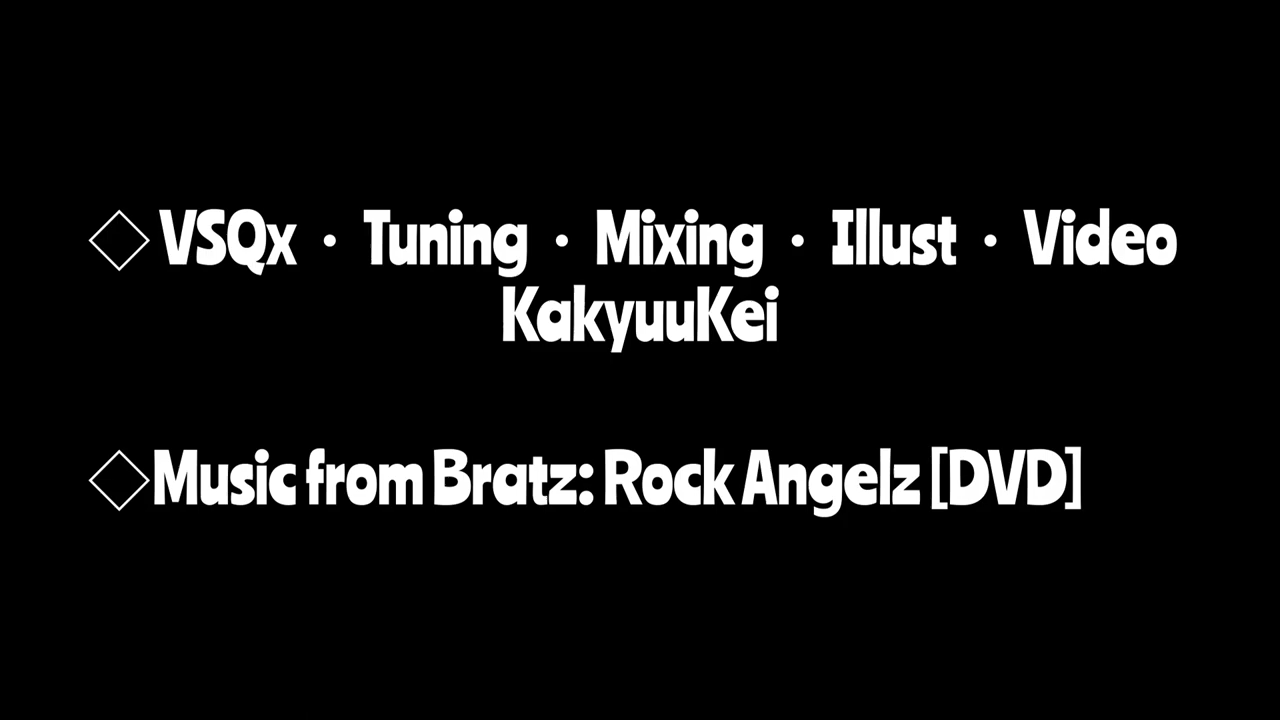 ◇ VSQx ・ Tuning ・ Mixing ・ Illust ・ Video
KakyuuKei
◇Music from Bratz: Rock Angelz [DVD]